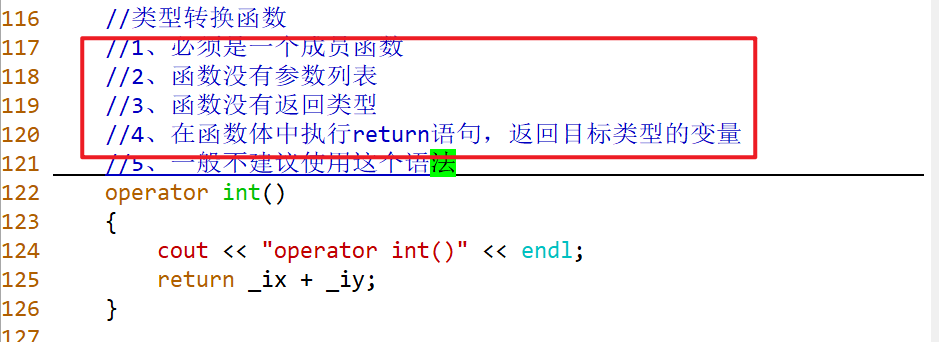 116 //类型转换函数
117 //1、必须是一个成员函数
118 //2、函数没有参数列表
119 //3、函数没有返回类型
120 //4、在函数体中执行return语句，返回目标类型的变量
121 //5、一般不建议使用这个语法
122 operator int()
123 {
124 cout << "operator int()" << endl;
125 return _ix + _iy;
126 }
127